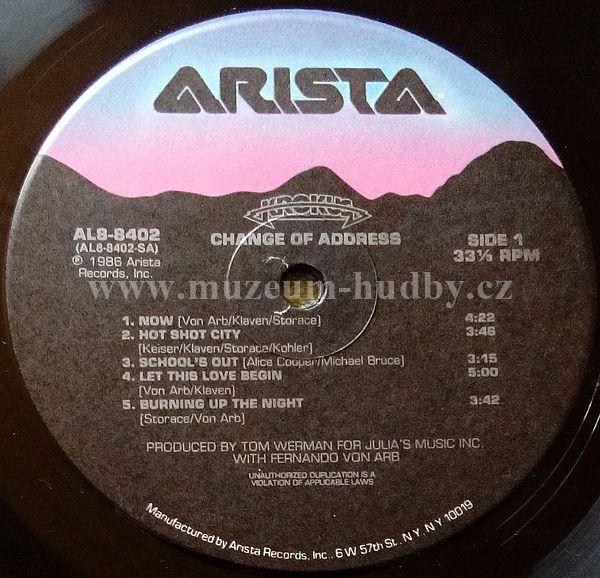 ARISTA
KROKUS
AL8-8402
(AL8-8402-SA)
℗ 1986 Arista
Records, Inc.
CHANGE OF ADDRESS
SIDE 1
33⅓ RPM
www.muzeum-hudby.cz
1. NOW (Von Arb/Klaven/Storace) 4:22
2. HOT SHOT CITY 3:46
(Keiser/Klaven/Storace/Kohler)
3. SCHOOL'S OUT (Alice Cooper/Michael Bruce) 3:15
4. LET THIS LOVE BEGIN 5:00
(Von Arb/Klaven)
5. BURNING UP THE NIGHT 3:42
(Storace/Von Arb)
PRODUCED BY TOM WERMAN FOR JULIA'S MUSIC INC.
WITH FERNANDO VON ARB
UNAUTHORIZED DUPLICATION IS A
VIOLATION OF APPLICABLE LAWS
Manufactured by Arista Records, Inc., 6 W 57th St., N.Y. N.Y. 10019